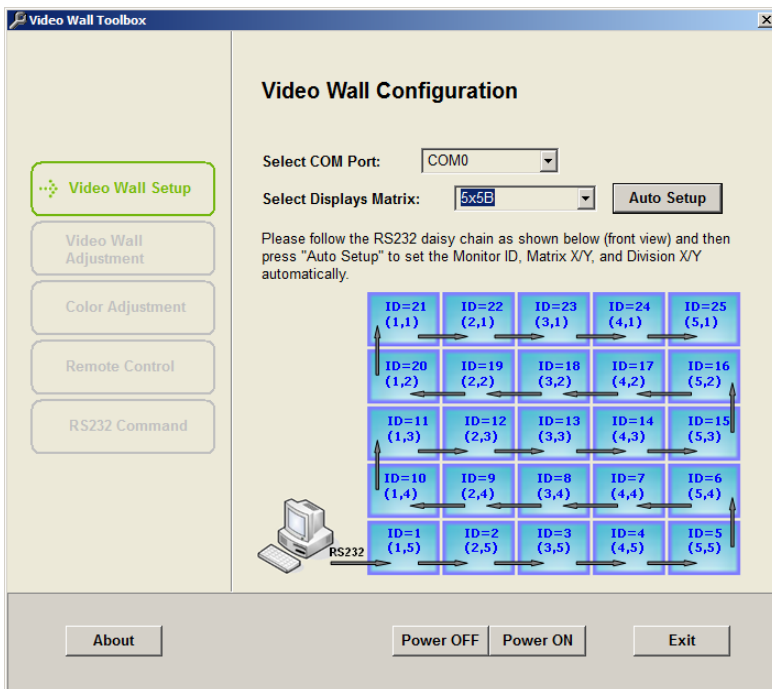 Video Wall Toolbox
Video Wall Configuration
Select COM Port: COM0
Select Displays Matrix: 5x5B Auto Setup
Please follow the RS232 daisy chain as shown below (front view) and then
press "Auto Setup" to set the Monitor ID, Matrix X/Y, and Division X/Y
automatically.
Video Wall Setup
Video Wall
Adjustment
Color Adjustment
Remote Control
RS232 Command
ID=21 ID=22 ID=23 ID=24 ID=25
(1,1) (2,1) (3,1) (4,1) (5,1)
ID=20 ID=19 ID=18 ID=17 ID=16
(1,2) (2,2) (3,2) (4,2) (5,2)
ID=11 ID=12 ID=13 ID=14 ID=15
(1,3) (2,3) (3,3) (4,3) (5,3)
ID=10 ID=9 ID=8 ID=7 ID=6
(1,4) (2,4) (3,4) (4,4) (5,4)
ID=1 ID=2 ID=3 ID=4 ID=5
(1,5) (2,5) (3,5) (4,5) (5,5)
RS232
About Power OFF Power ON Exit